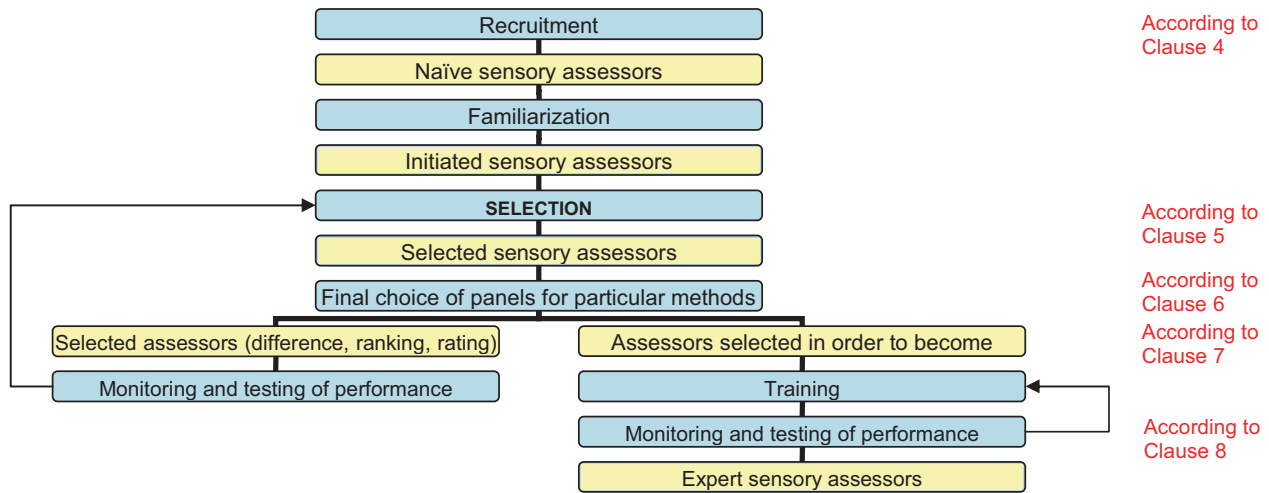 Recruitment
According to
Clause 4
Naïve sensory assessors
Familiarization
Initiated sensory assessors
SELECTION
According to
Clause 5
Selected sensory assessors
Final choice of panels for particular methods
According to
Clause 6
Selected assessors (difference, ranking, rating)
Assessors selected in order to become
According to
Clause 7
Monitoring and testing of performance
Training
Monitoring and testing of performance
According to
Clause 8
Expert sensory assessors